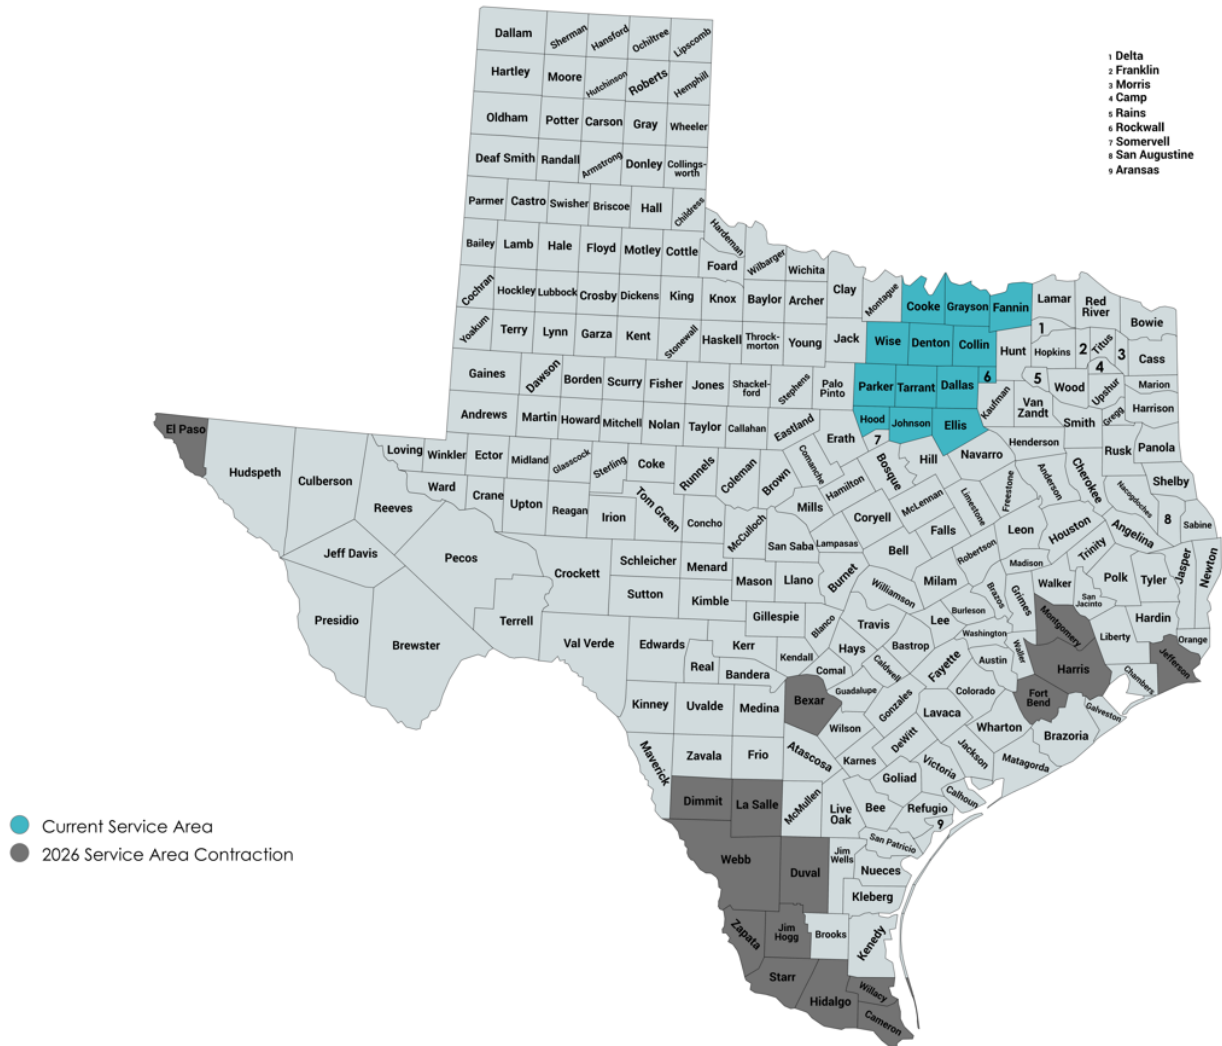 Dallam
Sherman
Hansford
Ochiltree
Lipscomb
1 Delta
2 Franklin
3 Morris
4 Camp
5 Rains
6 Rockwall
7 Somervell
8 San Augustine
9 Aransas
Hartley
Moore
Hutchinson
Roberts
Hemphill
Oldham
Potter
Carson
Gray
Wheeler
Deaf Smith
Randall
Armstrong
Donley
Collings-
worth
Parmer
Castro
Swisher
Briscoe
Hall
Childress
Bailey
Lamb
Hale
Floyd
Motley
Cottle
Hardeman
Foard
Wilbarger
Wichita
Cochran
Hockley
Lubbock
Crosby
Dickens
King
Knox
Baylor
Archer
Clay
Montague
Cooke
Grayson
Fannin
Lamar
Red
River
Bowie
Yoakum
Terry
Lynn
Garza
Kent
Stonewall
Haskell
Throck-
morton
Young
Jack
Wise
Denton
Collin
Hunt
1
Hopkins
2
Titus
3
4
Cass
Gaines
Dawson
Borden
Scurry
Fisher
Jones
Shackel-
ford
Stephens
Palo
Pinto
Parker
Tarrant
Dallas
6
Kaufman
5
Wood
Upshur
Marion
Andrews
Martin
Howard
Mitchell
Nolan
Taylor
Callahan
Eastland
Erath
Hood
Johnson
Ellis
7
Van
Zandt
Smith
Gregg
Harrison
El Paso
Hudspeth
Culberson
Loving
Winkler
Ector
Midland
Glasscock
Sterling
Coke
Runnels
Coleman
Brown
Comanche
Hamilton
Bosque
Hill
Navarro
Henderson
Rusk
Panola
Reeves
Ward
Crane
Upton
Reagan
Irion
Tom Green
Concho
McCulloch
Mills
San Saba
Lampasas
Coryell
McLennan
Limestone
Freestone
Anderson
Cherokee
Nacogdoches
Shelby
8
Sabine
Jeff Davis
Pecos
Crockett
Schleicher
Menard
Mason
Llano
Burnet
Bell
Falls
Robertson
Leon
Houston
Trinity
Angelina
Jasper
Newton
Presidio
Brewster
Terrell
Val Verde
Sutton
Kimble
Gillespie
Blanco
Williamson
Milam
Madison
Brazos
Grimes
Walker
San
Jacinto
Polk
Tyler
Edwards
Kerr
Real
Bandera
Kendall
Hays
Travis
Comal
Caldwell
Bastrop
Lee
Burleson
Washington
Austin
Waller
Montgomery
Liberty
Hardin
Orange
Jefferson
Harris
Chambers
Kinney
Uvalde
Medina
Bexar
Guadalupe
Wilson
Gonzales
Fayette
Colorado
Lavaca
Wharton
Fort
Bend
Brazoria
Galveston
Maverick
Zavala
Frio
Atascosa
Karnes
DeWitt
Jackson
Victoria
Matagorda
Goliad
Calhoun
Dimmit
La Salle
McMullen
Live
Oak
Bee
Refugio
9
San Patricio
Webb
Duval
Jim
Wells
Nueces
Kleberg
Zapata
Jim
Hogg
Brooks
Kenedy
Starr
Hidalgo
Willacy
Cameron
Current Service Area
2026 Service Area Contraction